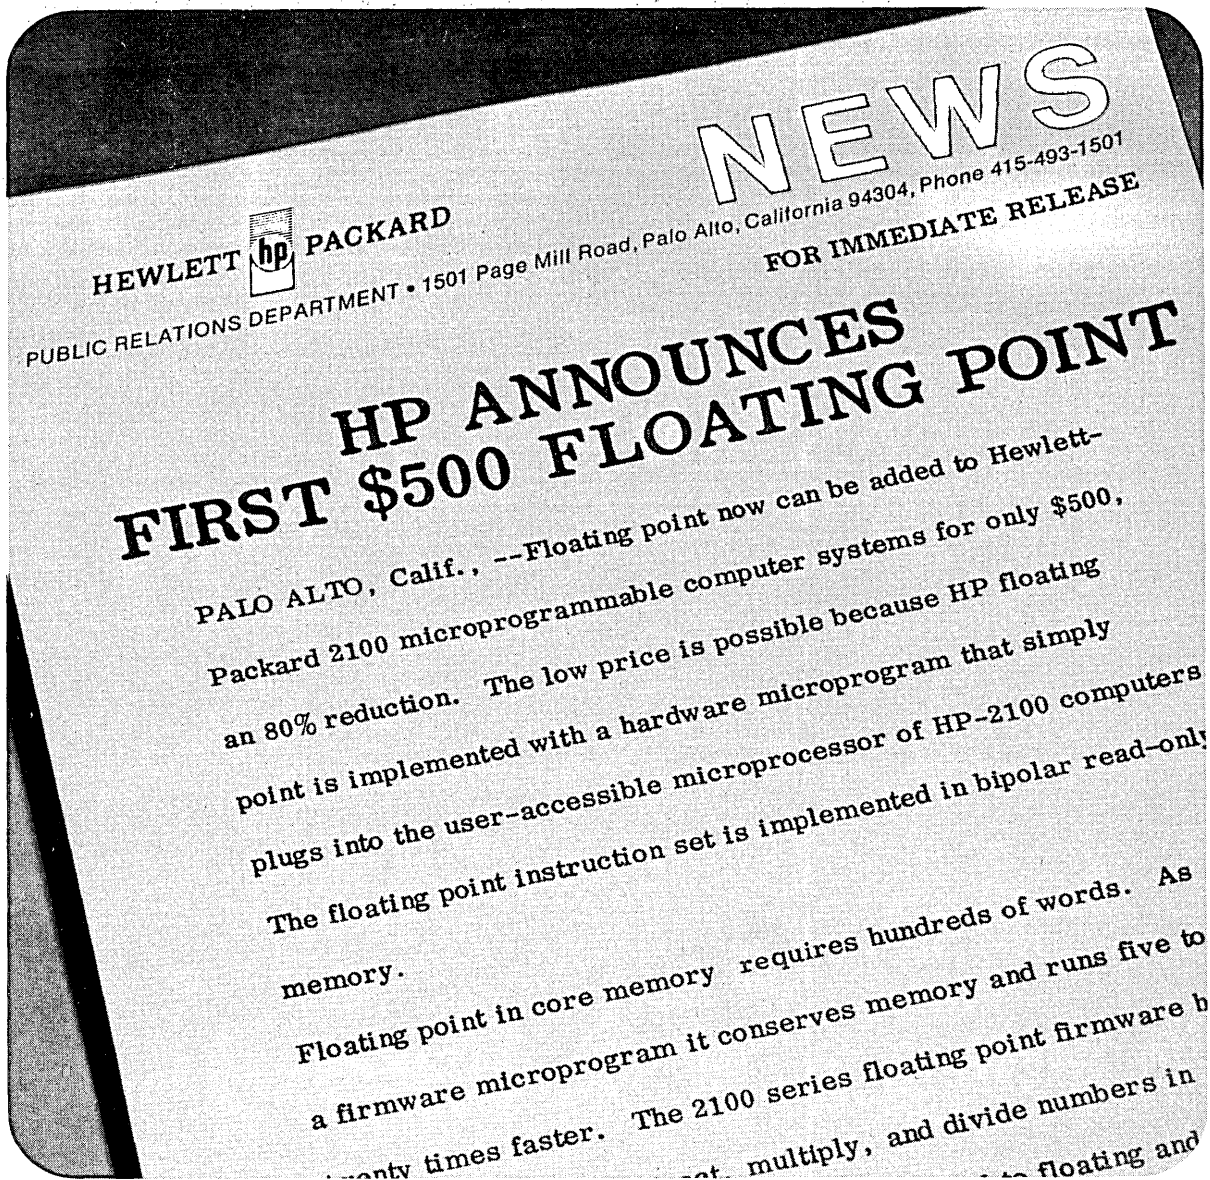 NEWS
HEWLETT hp PACKARD
PUBLIC RELATIONS DEPARTMENT • 1501 Page Mill Road, Palo Alto, California 94304, Phone 415-493-1501
FOR IMMEDIATE RELEASE
HP ANNOUNCES
FIRST $500 FLOATING POINT
PALO ALTO, Calif., --Floating point now can be added to Hewlett-
Packard 2100 microprogrammable computer systems for only $500,
an 80% reduction. The low price is possible because HP floating
point is implemented with a hardware microprogram that simply
plugs into the user-accessible microprocessor of HP-2100 computers
The floating point instruction set is implemented in bipolar read-only
memory.
Floating point in core memory requires hundreds of words. As
a firmware microprogram it conserves memory and runs five to
times faster. The 2100 series floating point firmware
multiply, and divide numbers in
floating and